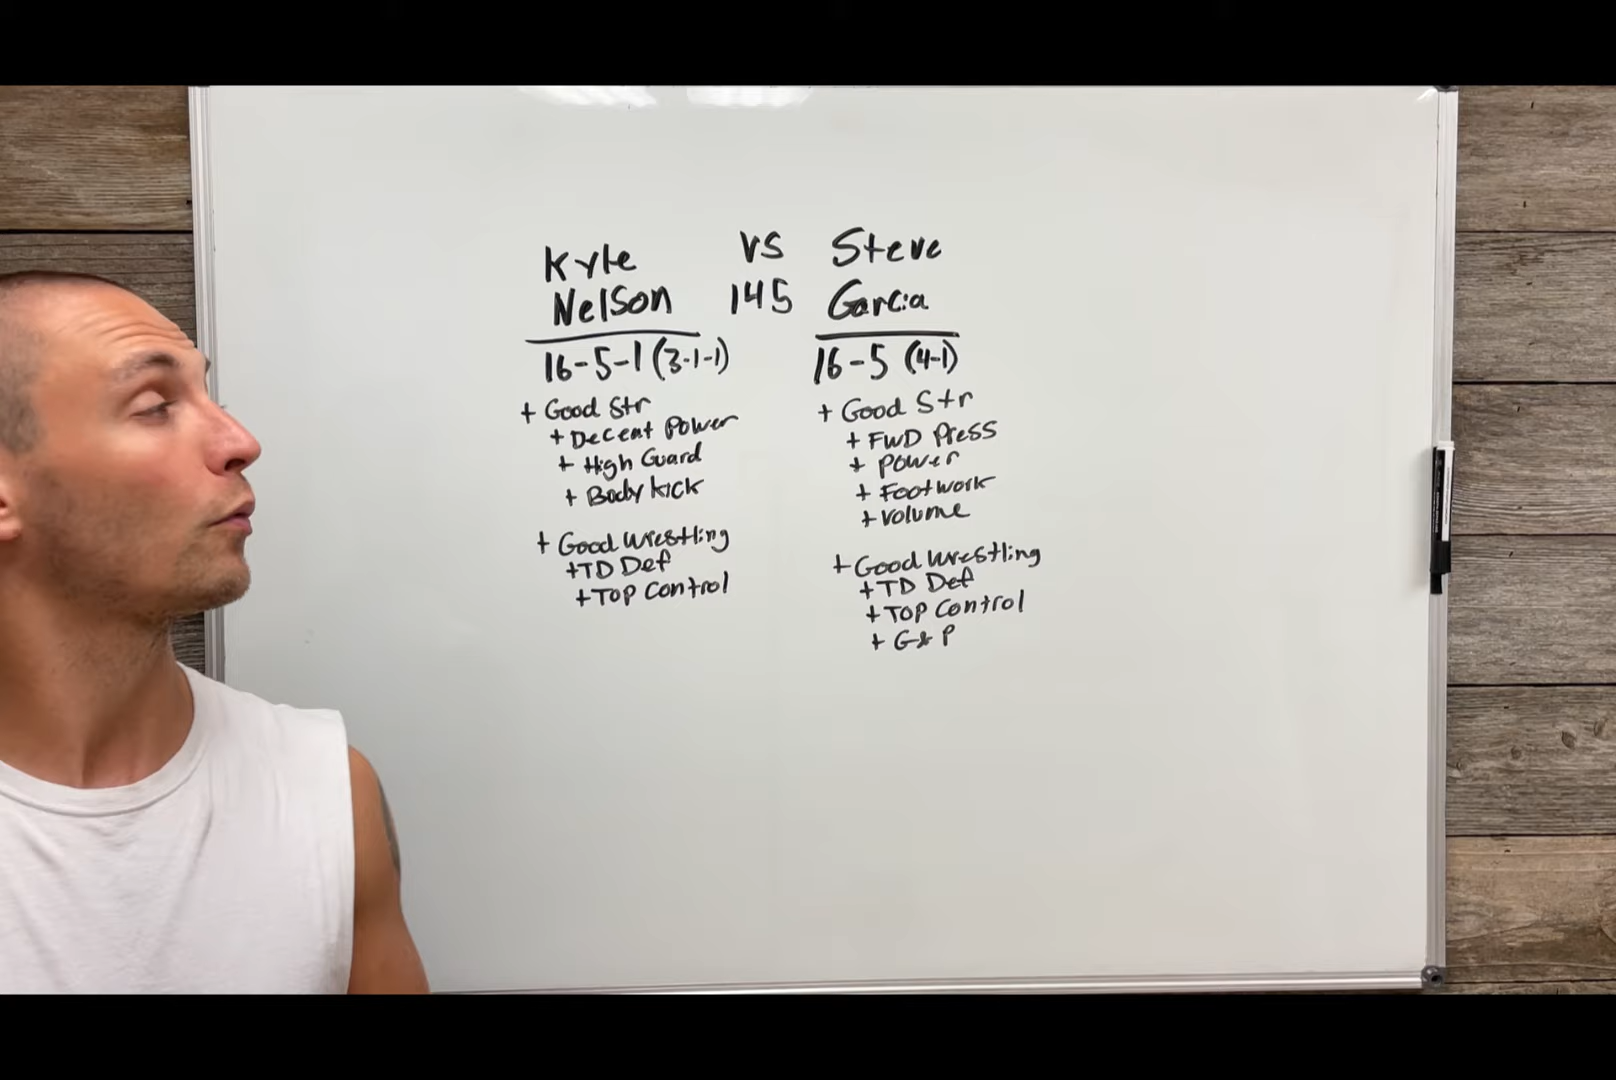 Kyle vs Steve
Nelson 145 Garcia
16-5-1 (3-1-1)
+ Good Str
+ Decent Power
+ High Guard
+ Body kick
+ Good Wrestling
+ TD Def
+ Top Control
16-5 (4-1)
+ Good Str
+ FWD Press
+ Power
+ Footwork
+ Volume
+ Good Wrestling
+ TD Def
+ Top Control
+ G&P